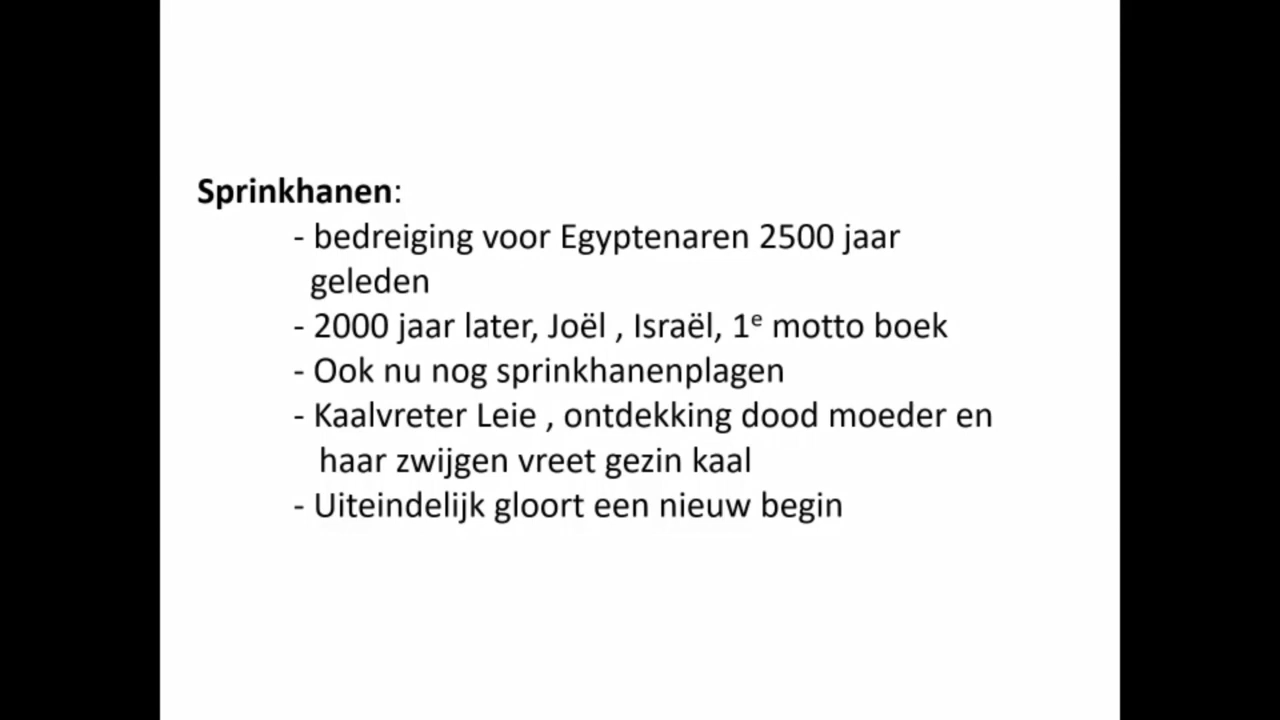 Sprinkhanen:
- bedreiging voor Egyptenaren 2500 jaar
geleden
- 2000 jaar later, Joël , Israël, 1e motto boek
- Ook nu nog sprinkhanenplagen
- Kaalvreter Leie , ontdekking dood moeder en
haar zwijgen vreet gezin kaal
- Uiteindelijk gloort een nieuw begin